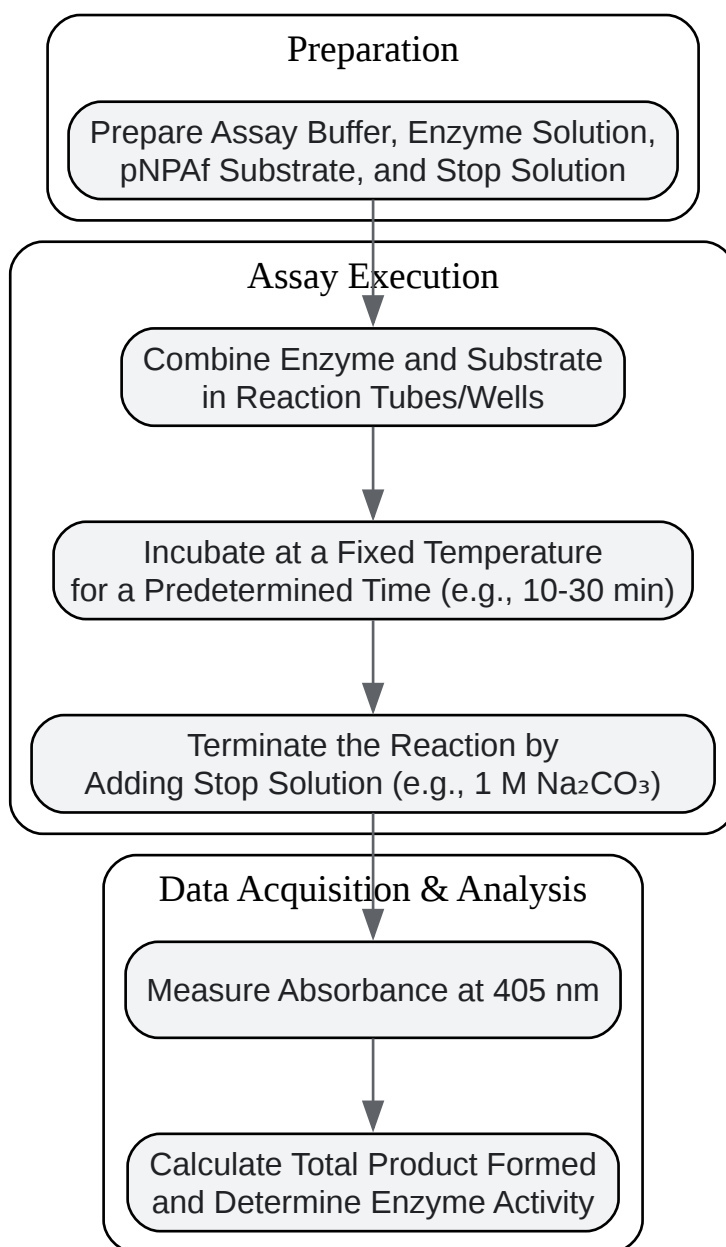 Preparation
Prepare Assay Buffer, Enzyme Solution,
pNPAf Substrate, and Stop Solution
Assay Execution
Combine Enzyme and Substrate
in Reaction Tubes/Wells
Incubate at a Fixed Temperature
for a Predetermined Time (e.g., 10-30 min)
Terminate the Reaction by
Adding Stop Solution (e.g., 1 M Na₂CO₃)
Data Acquisition & Analysis
Measure Absorbance at 405 nm
Calculate Total Product Formed
and Determine Enzyme Activity